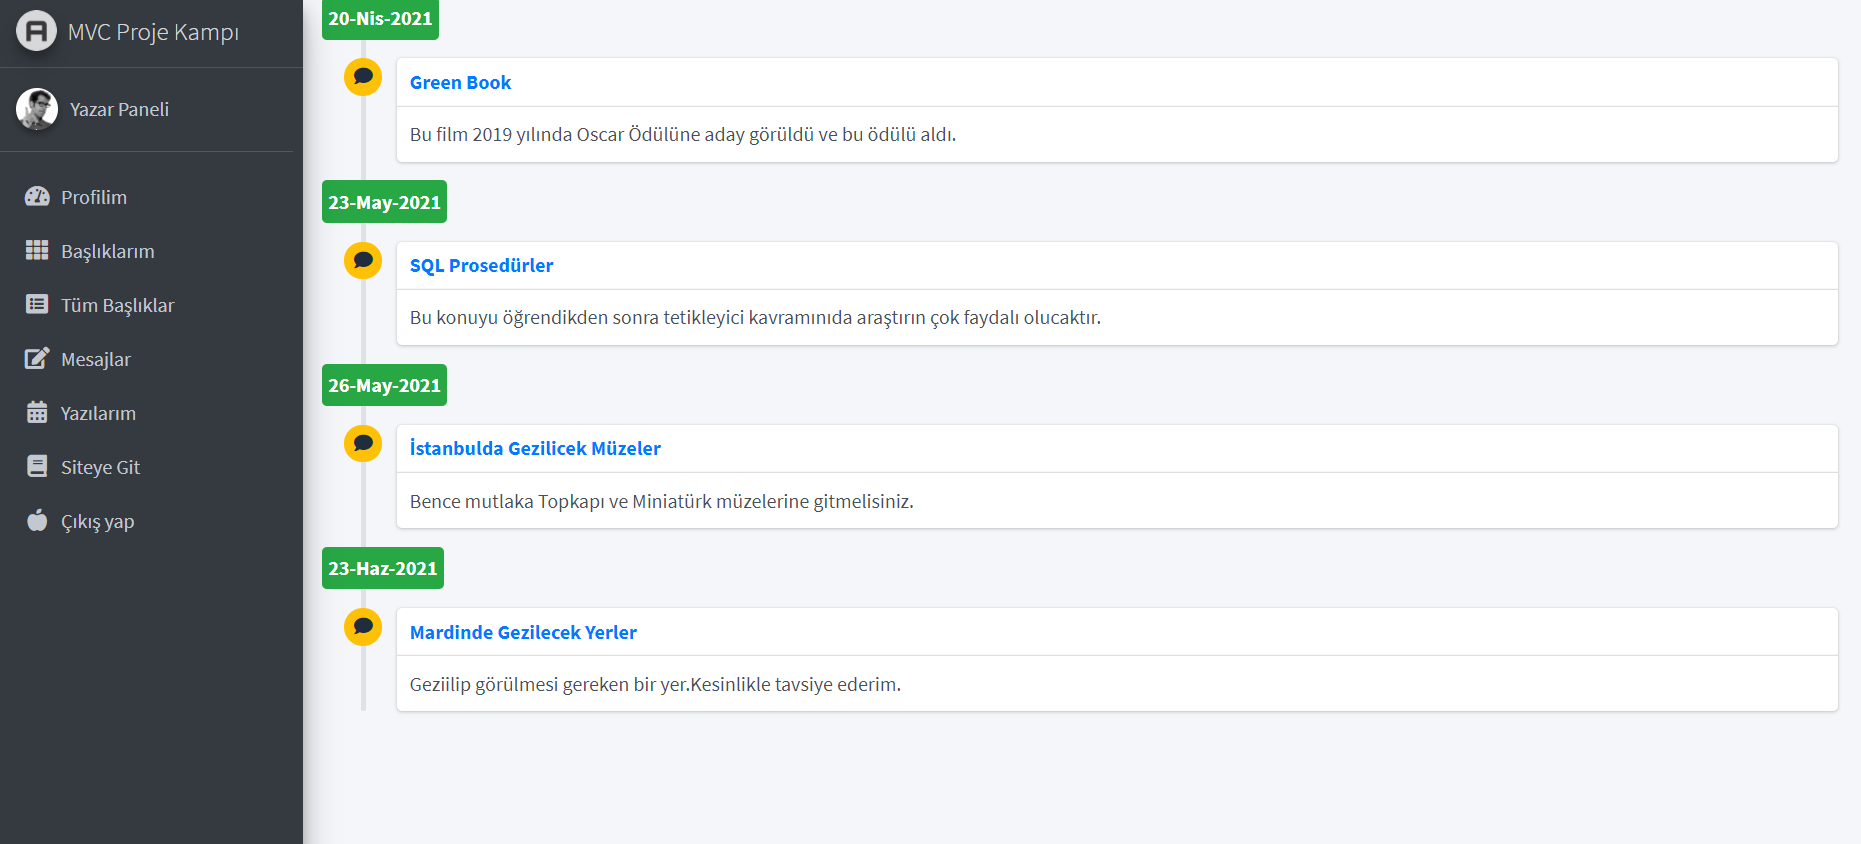 MVC Proje Kampı
Yazar Paneli
Profilim
Başlıklarım
Tüm Başlıklar
Mesajlar
Yazılarım
Siteye Git
Çıkış yap
20-Nis-2021
Green Book
Bu film 2019 yılında Oscar Ödülüne aday görüldü ve bu ödülü aldı.
23-May-2021
SQL Prosedürler
Bu konuyu öğrendikden sonra tetikleyici kavramınıda araştırın çok faydalı olucaktır.
26-May-2021
İstanbulda Gezilicek Müzeler
Bence mutlaka Topkapı ve Miniatürk müzelerine gitmelisiniz.
23-Haz-2021
Mardinde Gezilecek Yerler
Geziilip görülmesi gereken bir yer.Kesinlikle tavsiye ederim.